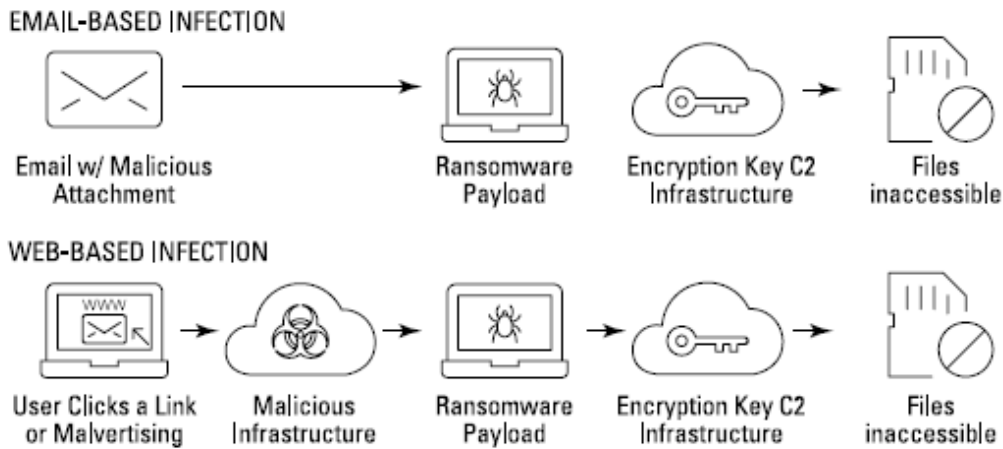 EMAIL-BASED INFECTION
Email w/ Malicious
Attachment
Ransomware
Payload
Encryption Key C2
Infrastructure
Files
inaccessible
WEB-BASED INFECTION
WWW
User Clicks a Link
or Malvertising
Malicious
Infrastructure
Ransomware
Payload
Encryption Key C2
Infrastructure
Files
inaccessible